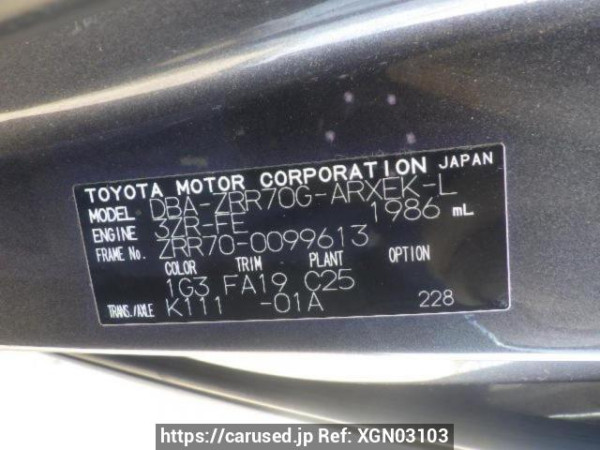 TOYOTA MOTOR CORPORATION JAPAN
MODEL DBA-ZRR70G-ARXEK-L
ENGINE 3ZR-FE 1986 mL
FRAME No. ZRR70-0099613
COLOR TRIM PLANT OPTION
1G3 FA19 C25
TRANS./AXLE K111 -01A 228
https://carused.jp Ref: XGN03103